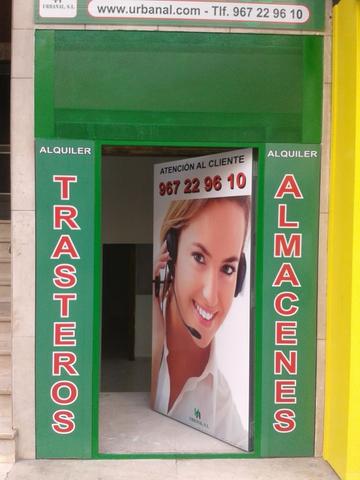 URBANAL, S.L.
www.urbanal.com - Tlf. 967 22 96 10
ALQUILER
TRASTEROS
ATENCIÓN AL CLIENTE
967 22 96 10
URBANAL, S.L.
ALQUILER
ALMACENES